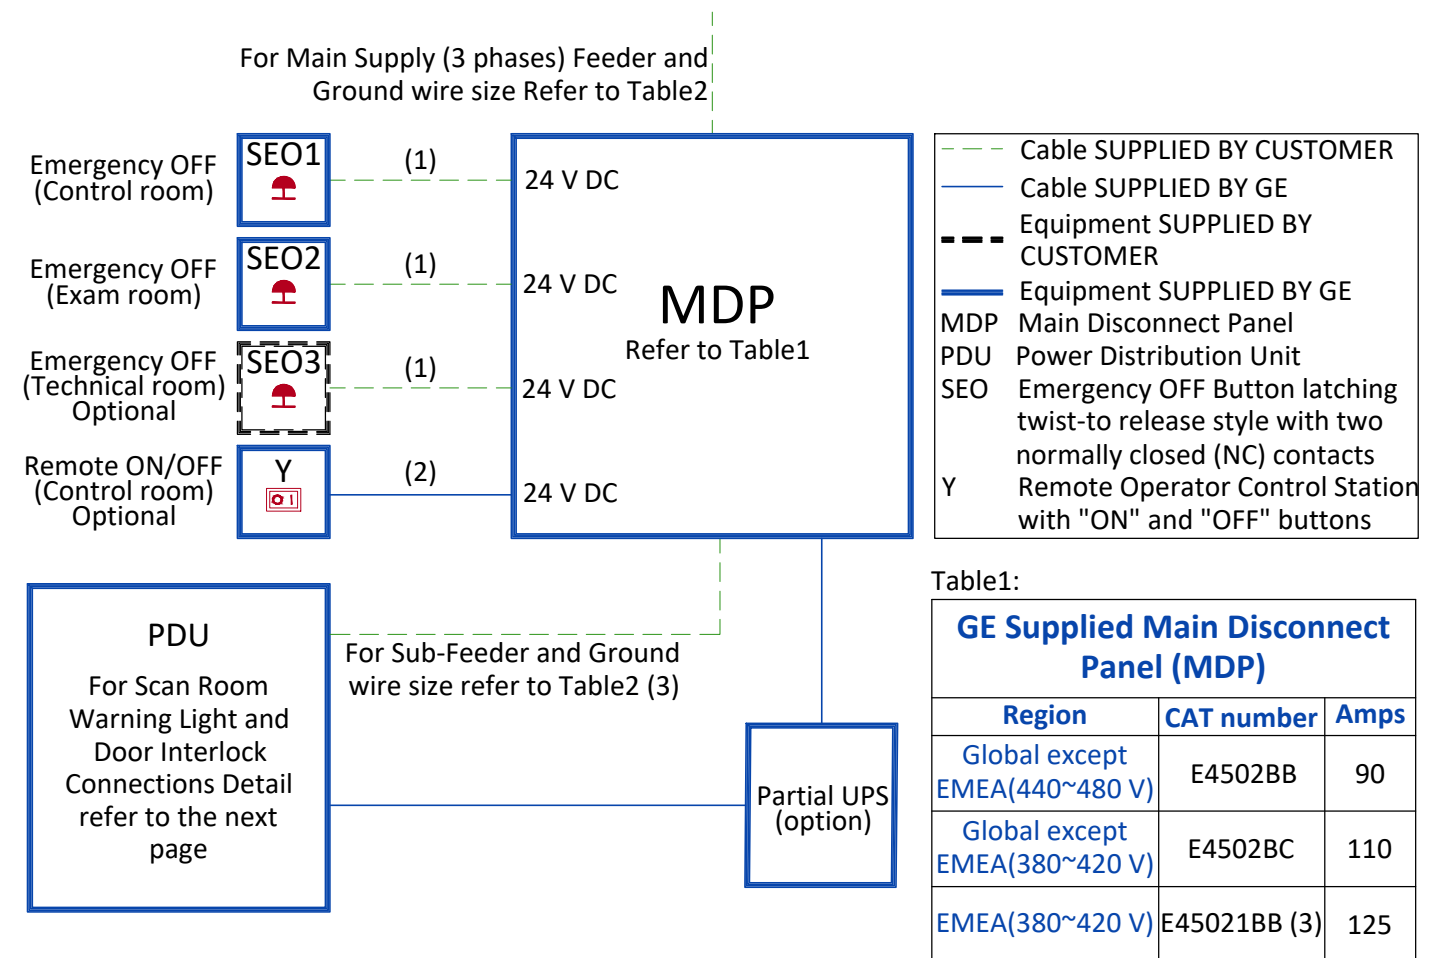 For Main Supply (3 phases) Feeder and
Ground wire size Refer to Table2
Emergency OFF
(Control room)
SEO1
(1)
24 V DC
Emergency OFF
(Exam room)
SEO2
(1)
24 V DC
Emergency OFF
(Technical room)
Optional
SEO3
(1)
24 V DC
Remote ON/OFF
(Control room)
Optional
Y
(2)
24 V DC
MDP
Refer to Table1
Cable SUPPLIED BY CUSTOMER
Cable SUPPLIED BY GE
Equipment SUPPLIED BY
CUSTOMER
Equipment SUPPLIED BY GE
MDP Main Disconnect Panel
PDU Power Distribution Unit
SEO Emergency OFF Button latching
twist-to release style with two
normally closed (NC) contacts
Y Remote Operator Control Station
with "ON" and "OFF" buttons
PDU
For Scan Room
Warning Light and
Door Interlock
Connections Detail
refer to the next
page
For Sub-Feeder and Ground
wire size refer to Table2 (3)
Partial UPS
(option)
Table1:
GE Supplied Main Disconnect
Panel (MDP)
Region CAT number Amps
Global except
EMEA(440~480 V) E4502BB 90
Global except
EMEA(380~420 V) E4502BC 110
EMEA(380~420 V) E45021BB (3) 125